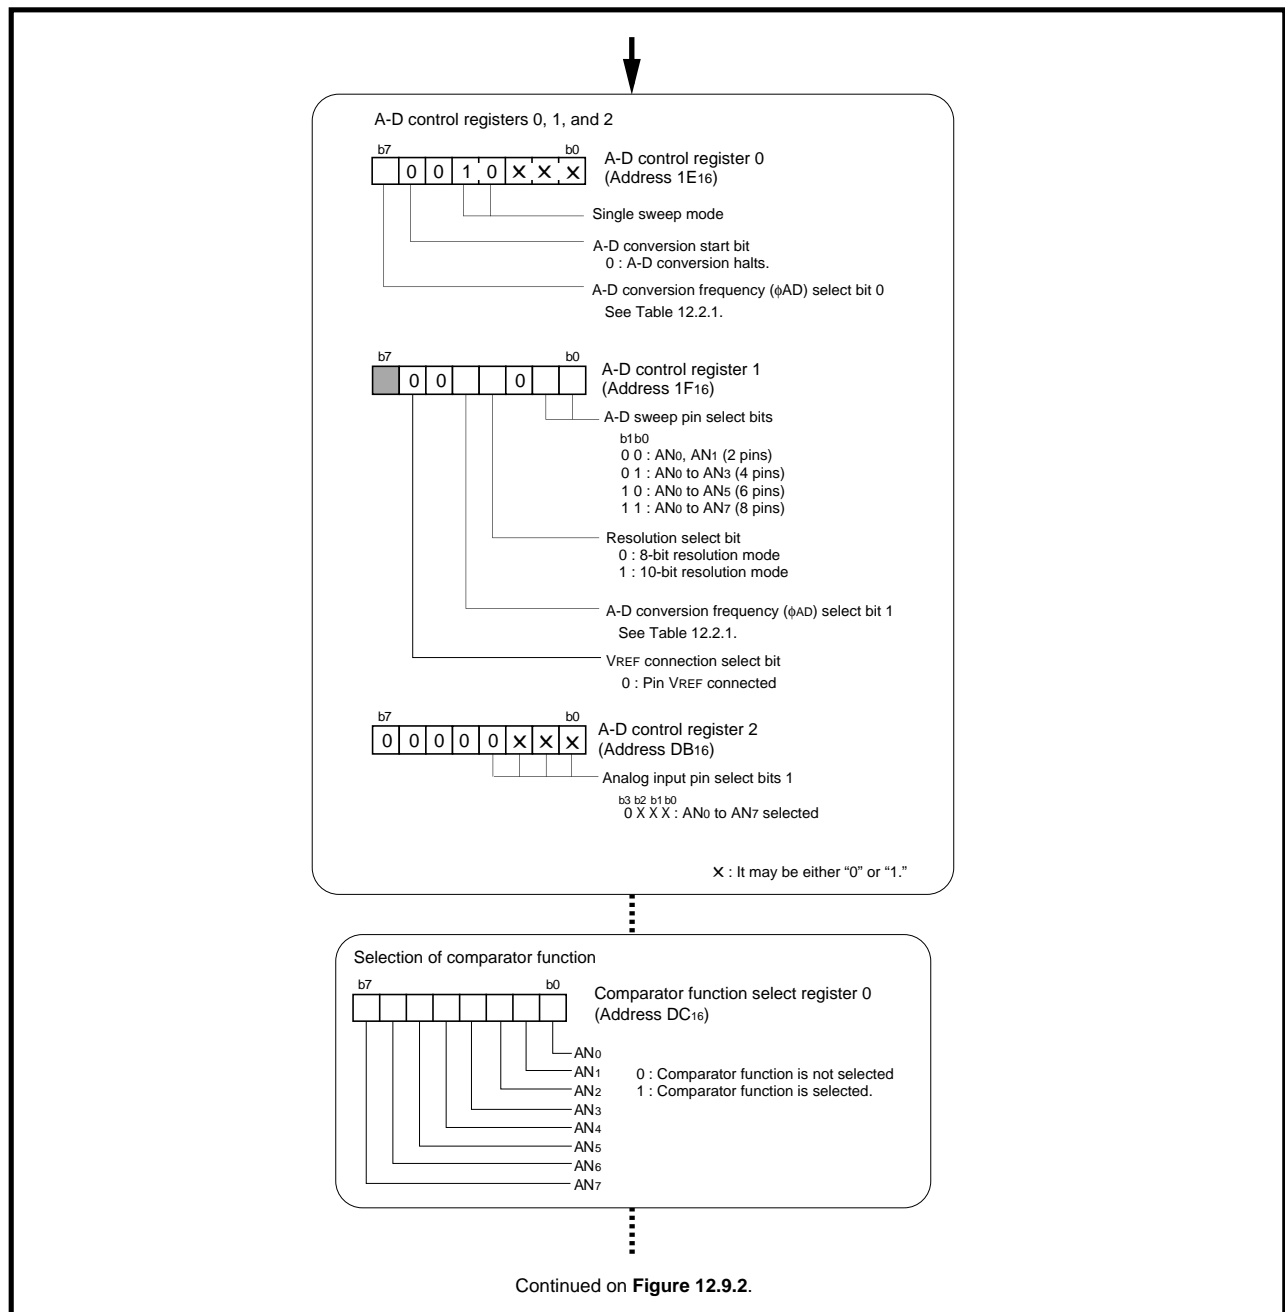 A-D control registers 0, 1, and 2
b7 b0
0 0 1 0 × × ×
A-D control register 0
(Address 1E16)
Single sweep mode
A-D conversion start bit
0 : A-D conversion halts.
A-D conversion frequency (ϕAD) select bit 0
See Table 12.2.1.
b7 b0
0 0 0
A-D control register 1
(Address 1F16)
A-D sweep pin select bits
b1 b0
0 0 : AN0, AN1 (2 pins)
0 1 : AN0 to AN3 (4 pins)
1 0 : AN0 to AN5 (6 pins)
1 1 : AN0 to AN7 (8 pins)
Resolution select bit
0 : 8-bit resolution mode
1 : 10-bit resolution mode
A-D conversion frequency (ϕAD) select bit 1
See Table 12.2.1.
VREF connection select bit
0 : Pin VREF connected
b7 b0
0 0 0 0 0 × × ×
A-D control register 2
(Address DB16)
Analog input pin select bits 1
b3 b2 b1 b0
0 X X X : AN0 to AN7 selected
× : It may be either “0” or “1.”
Selection of comparator function
b7 b0
Comparator function select register 0
(Address DC16)
AN0
AN1
AN2
AN3
AN4
AN5
AN6
AN7
0 : Comparator function is not selected
1 : Comparator function is selected.
Continued on Figure 12.9.2.